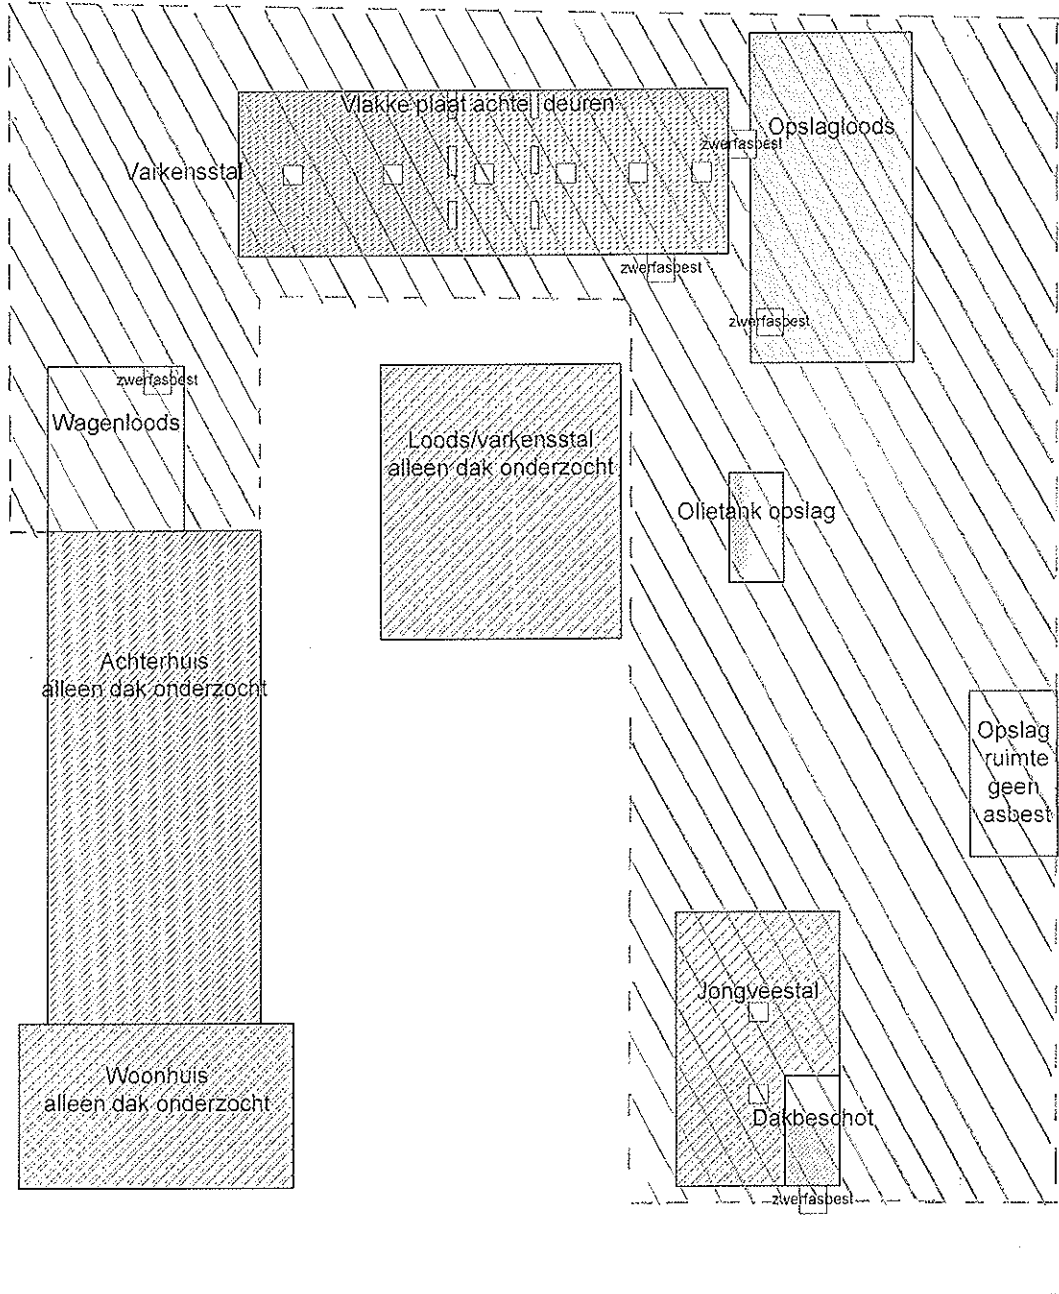 Vlakke plaat achter deuren
Opslagloods
zwerfasbest
Varkensstal
zwerfasbest
zwerfasbest
zwerfasbest
Wagenloods
Loods/varkensstal
alleen dak onderzocht
Olietank opslag
Achterhuis
alleen dak onderzocht
Opslag
ruimte
geen
asbest
Jongveestal
Woonhuis
alleen dak onderzocht
Dakbeschot
zwerfasbest